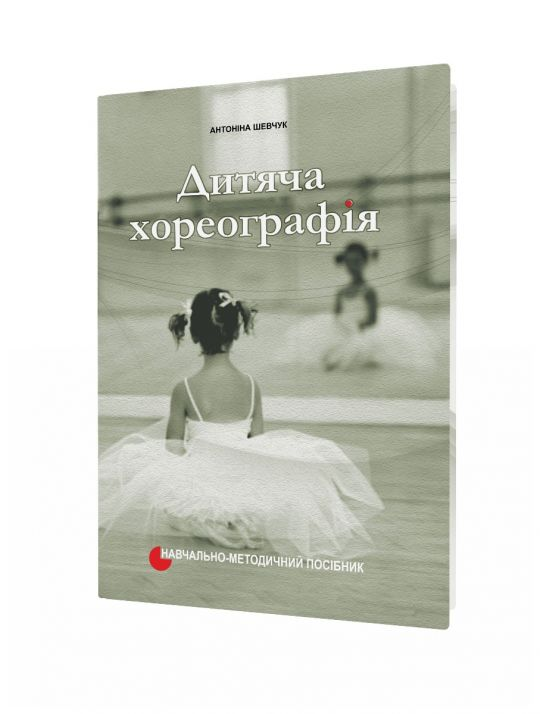 АНТОНІНА ШЕВЧУК
Дитяча
хореографія
НАВЧАЛЬНО-МЕТОДИЧНИЙ ПОСІБНИК